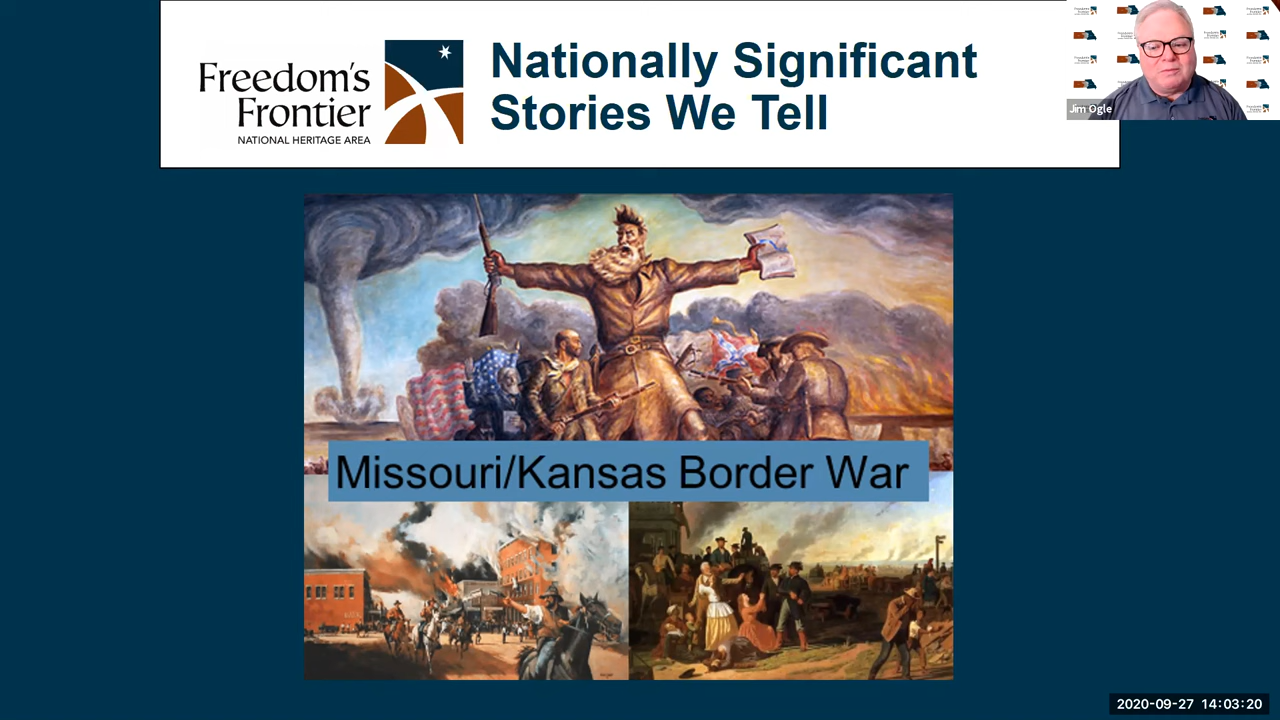 Freedom's
Frontier
NATIONAL HERITAGE AREA
Nationally Significant
Stories We Tell
Jim Ogle
Missouri/Kansas Border War
2020-09-27 14:03:20